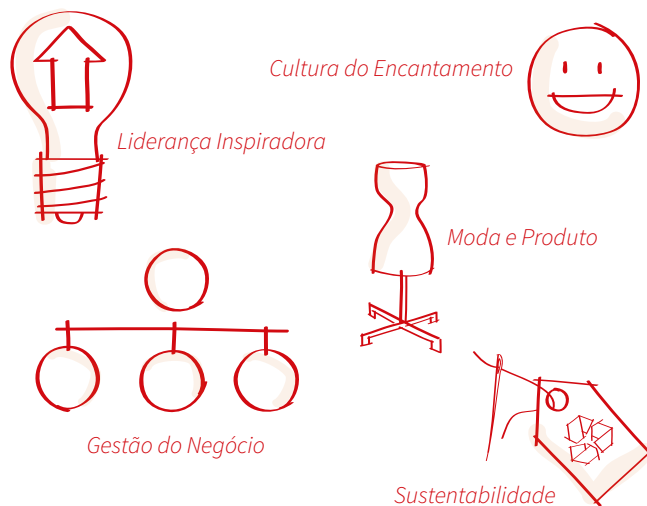 Cultura do Encantamento
Liderança Inspiradora
Moda e Produto
Gestão do Negócio
Sustentabilidade